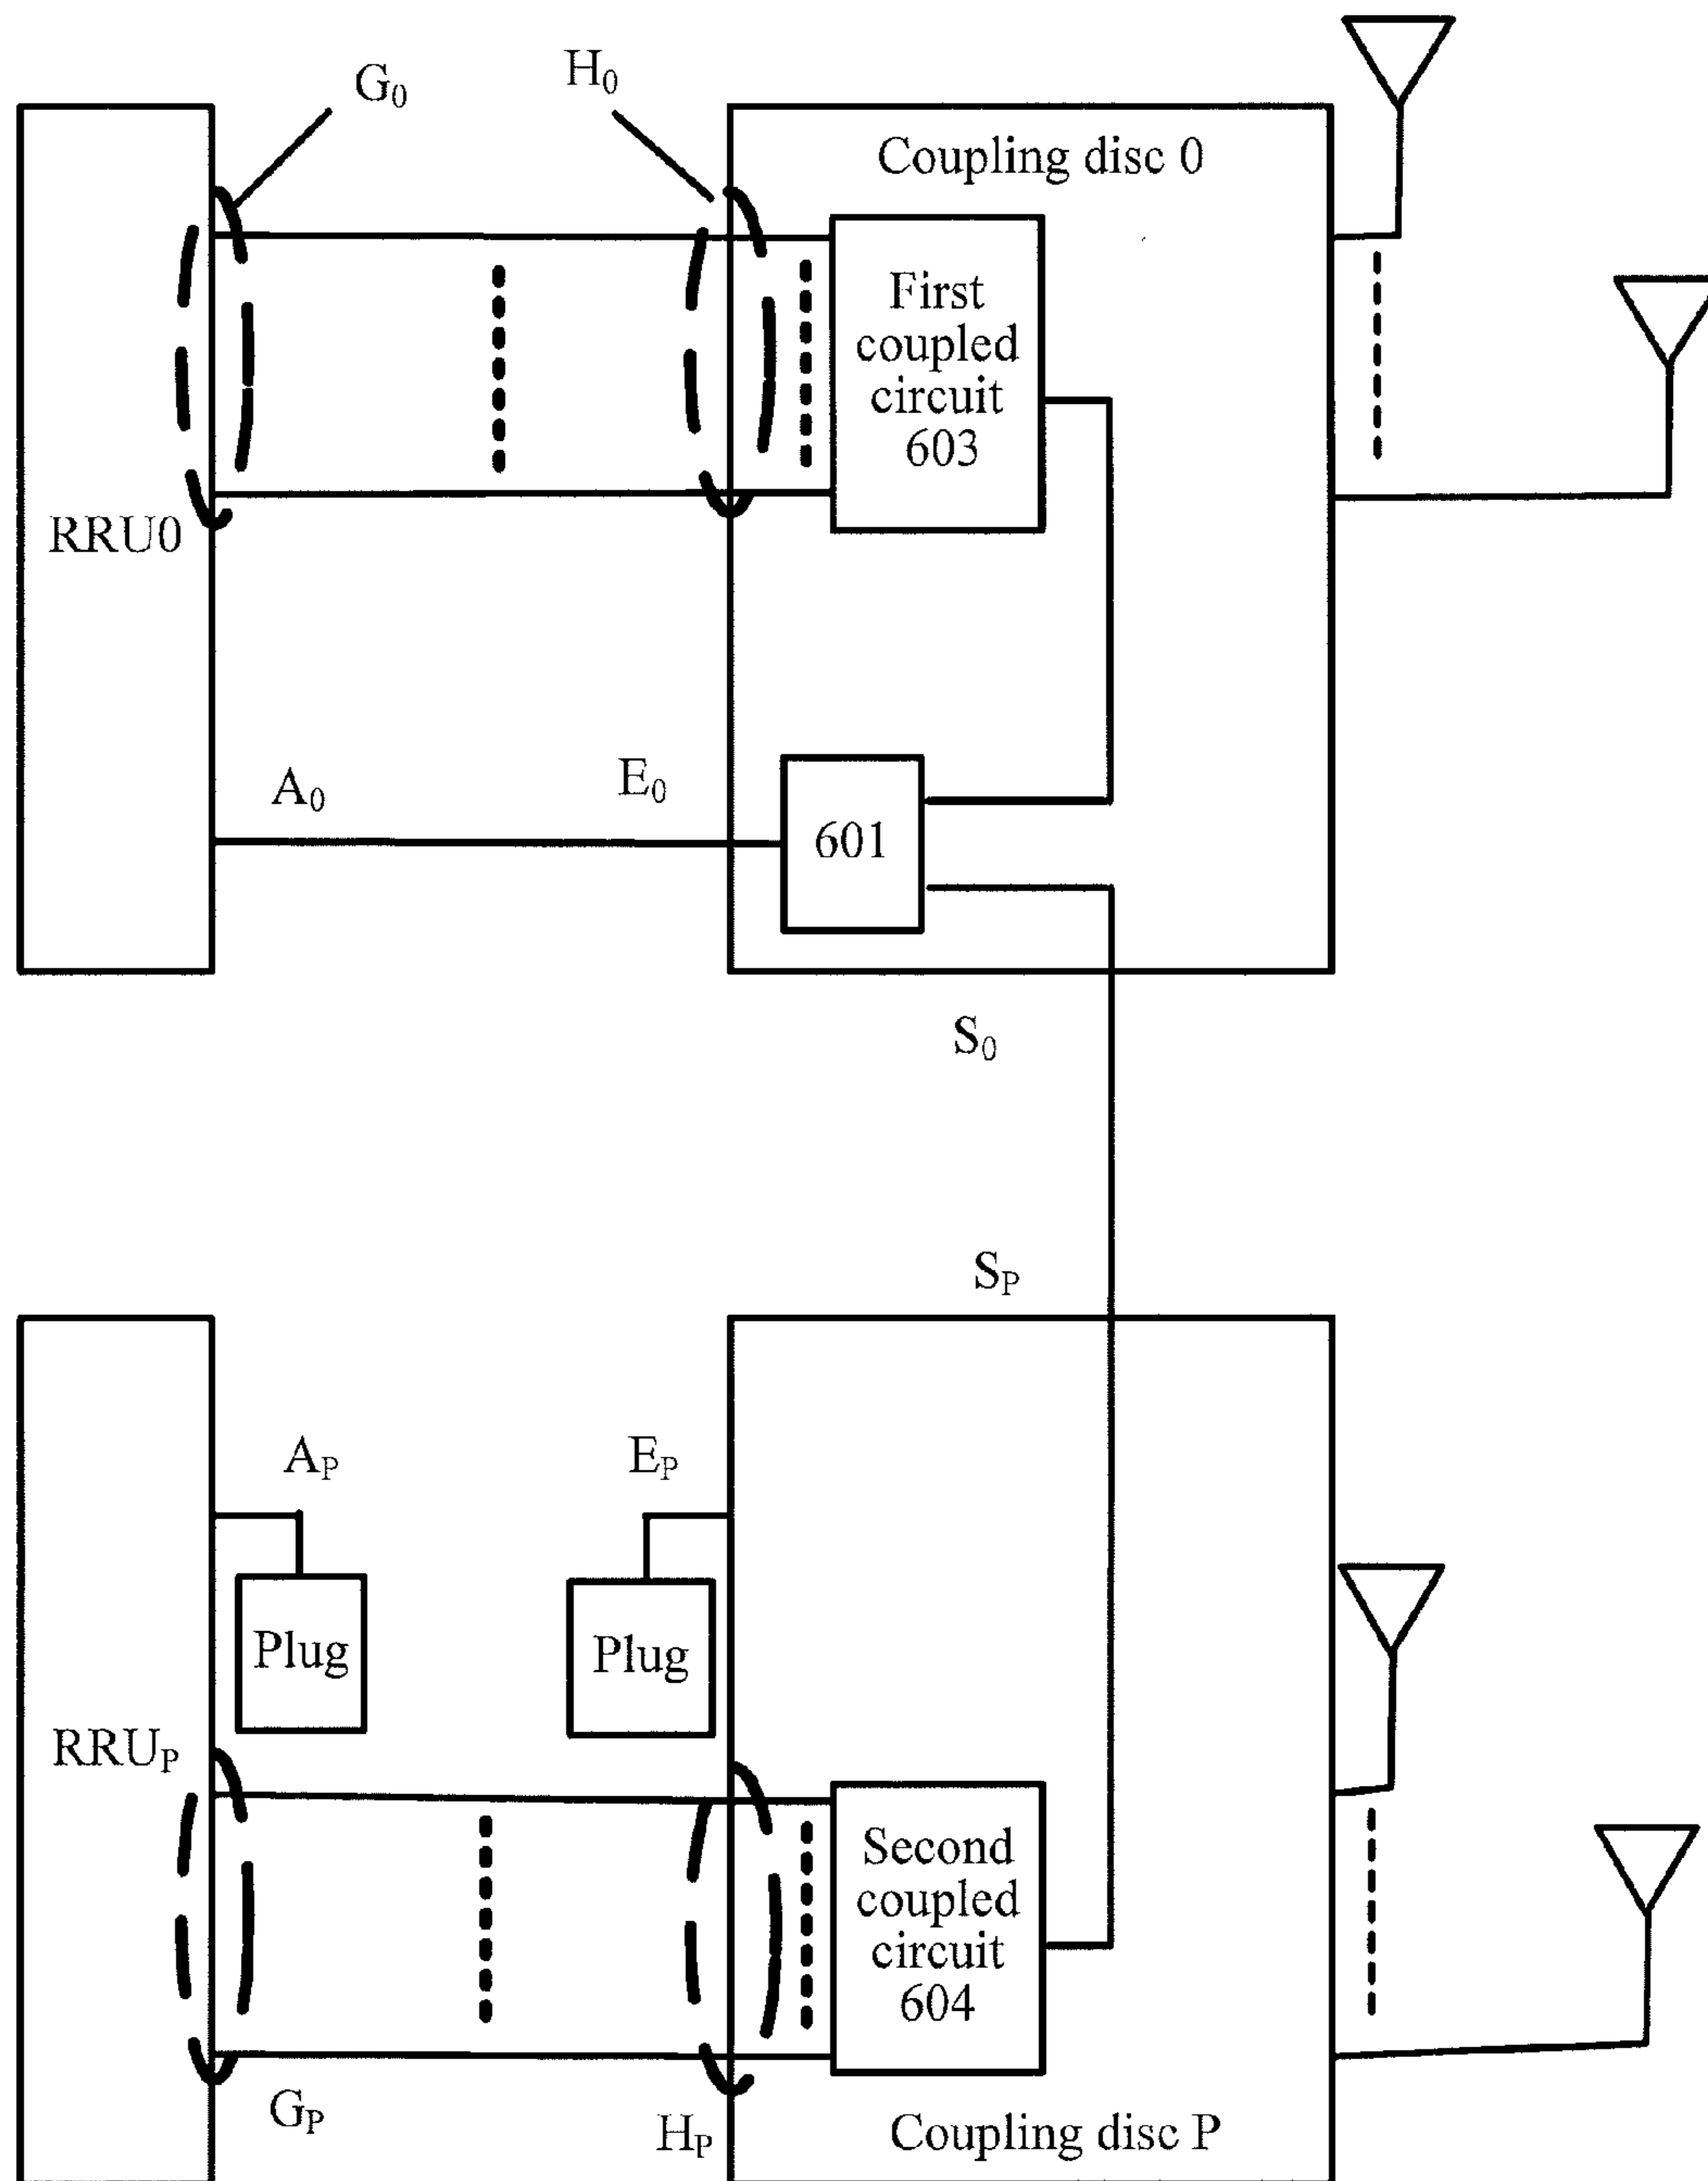 G₀
H₀
Coupling disc 0
First
coupled
circuit
603
RRU0
A₀
E₀
601
S₀
Sₚ
Aₚ
Eₚ
Plug
Plug
RRUₚ
Second
coupled
circuit
604
Gₚ
Hₚ
Coupling disc P